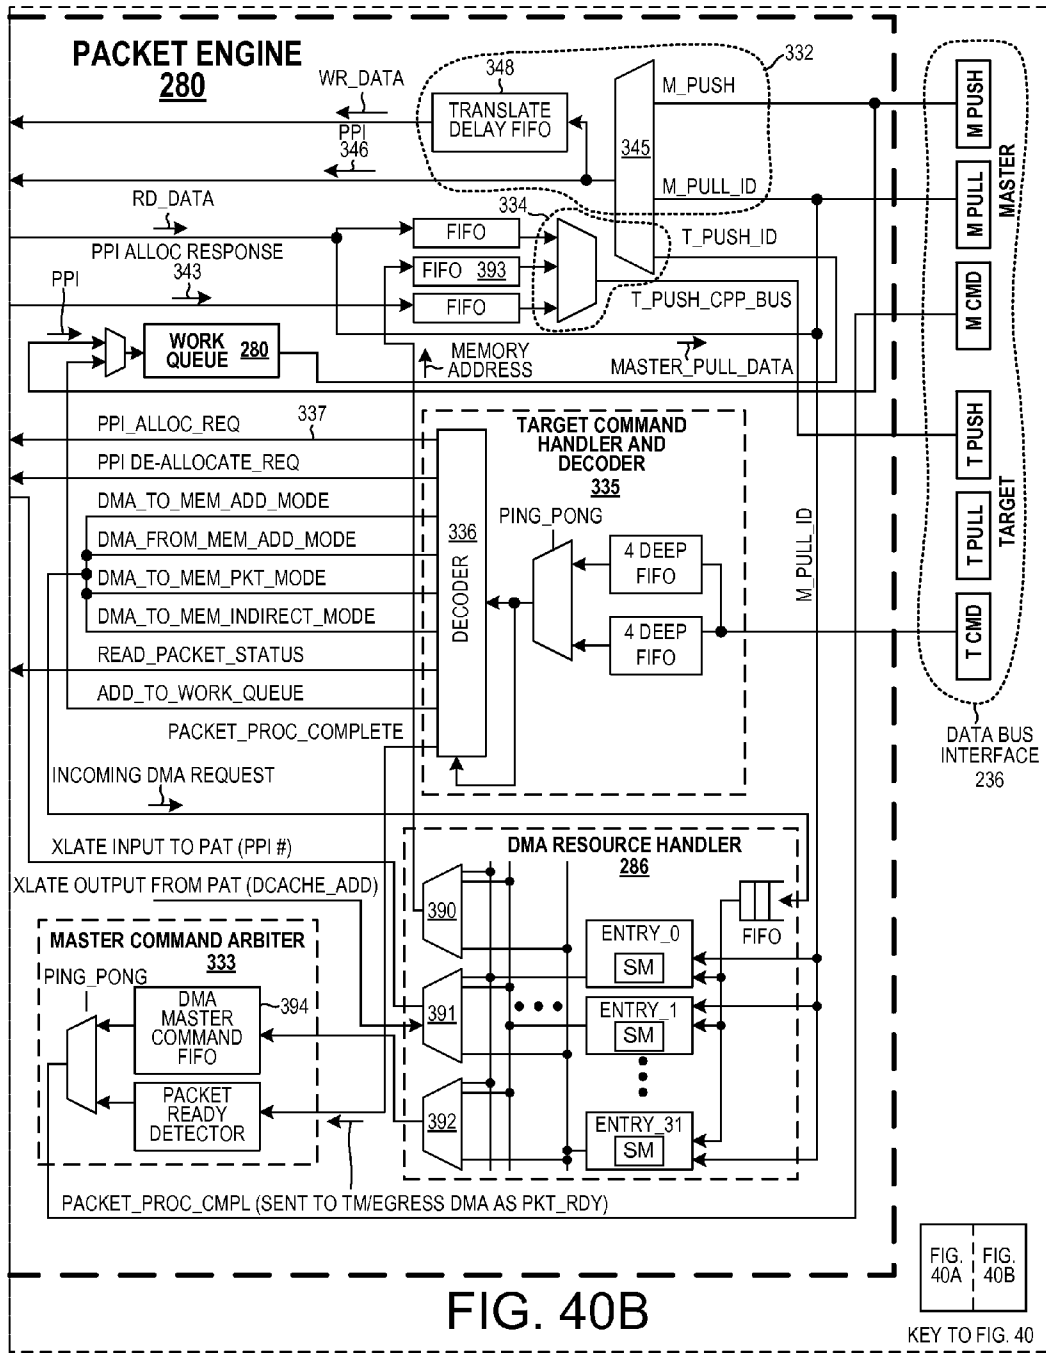 PACKET ENGINE
280
WR_DATA
PPI
346
348
TRANSLATE
DELAY FIFO
332
M_PUSH
345
M_PULL_ID
RD_DATA
PPI ALLOC RESPONSE
343
334
FIFO
FIFO 393
FIFO
T_PUSH_ID
T_PUSH_CPP_BUS
PPI
WORK
QUEUE 280
MEMORY
ADDRESS
MASTER_PULL_DATA
M PUSH
M PULL
M CMD
MASTER
T PUSH
T PULL
T CMD
TARGET
DATA BUS
INTERFACE
236
PPI_ALLOC_REQ
337
PPI DE-ALLOCATE_REQ
DMA_TO_MEM_ADD_MODE
DMA_FROM_MEM_ADD_MODE
DMA_TO_MEM_PKT_MODE
DMA_TO_MEM_INDIRECT_MODE
READ_PACKET_STATUS
ADD_TO_WORK_QUEUE
PACKET_PROC_COMPLETE
INCOMING DMA REQUEST
TARGET COMMAND
HANDLER AND
DECODER
335
336
DECODER
PING_PONG
4 DEEP
FIFO
4 DEEP
FIFO
M_PULL_ID
XLATE INPUT TO PAT (PPI #)
XLATE OUTPUT FROM PAT (DCACHE_ADD)
DMA RESOURCE HANDLER
286
390
391
392
FIFO
ENTRY_0
SM
ENTRY_1
SM
ENTRY_31
SM
MASTER COMMAND ARBITER
333
PING_PONG
DMA
MASTER
COMMAND
FIFO
394
PACKET
READY
DETECTOR
PACKET_PROC_CMPL (SENT TO TM/EGRESS DMA AS PKT_RDY)
FIG. 40B
FIG.
40A
FIG.
40B
KEY TO FIG. 40